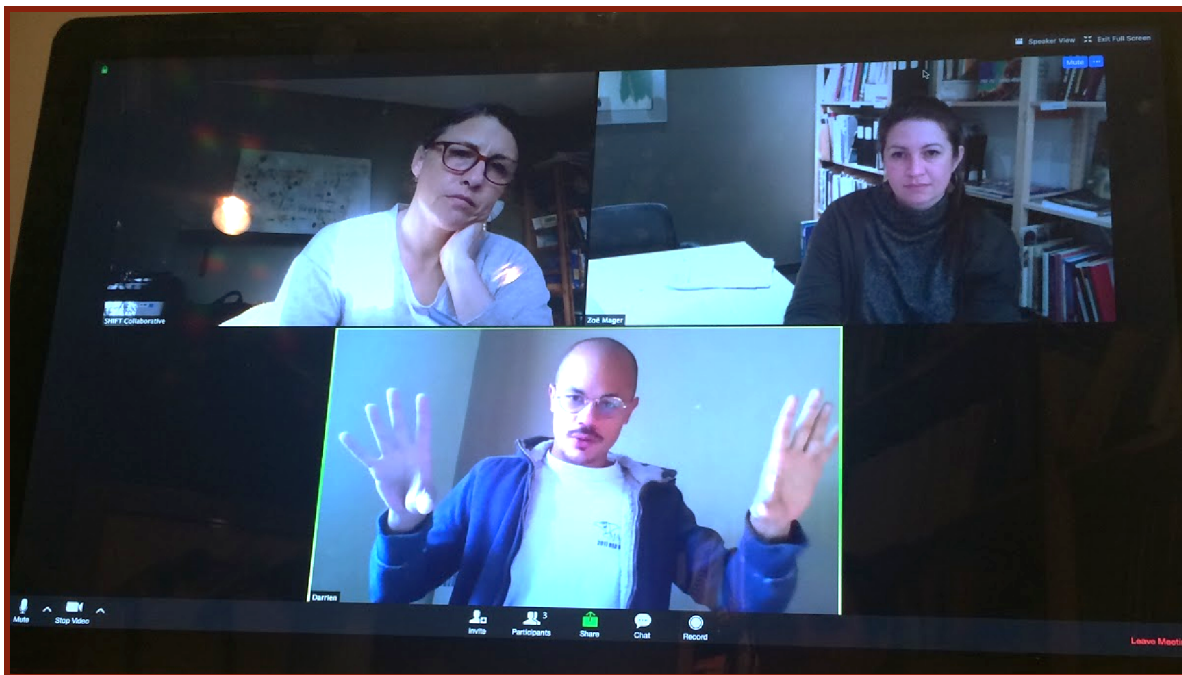 Speaker View Exit Full Screen
Mute
SHIFT Collaborative
Zoë Mager
Darrien
Mute
Stop Video
Invite
Participants 3
Share
Chat
Record
Leave